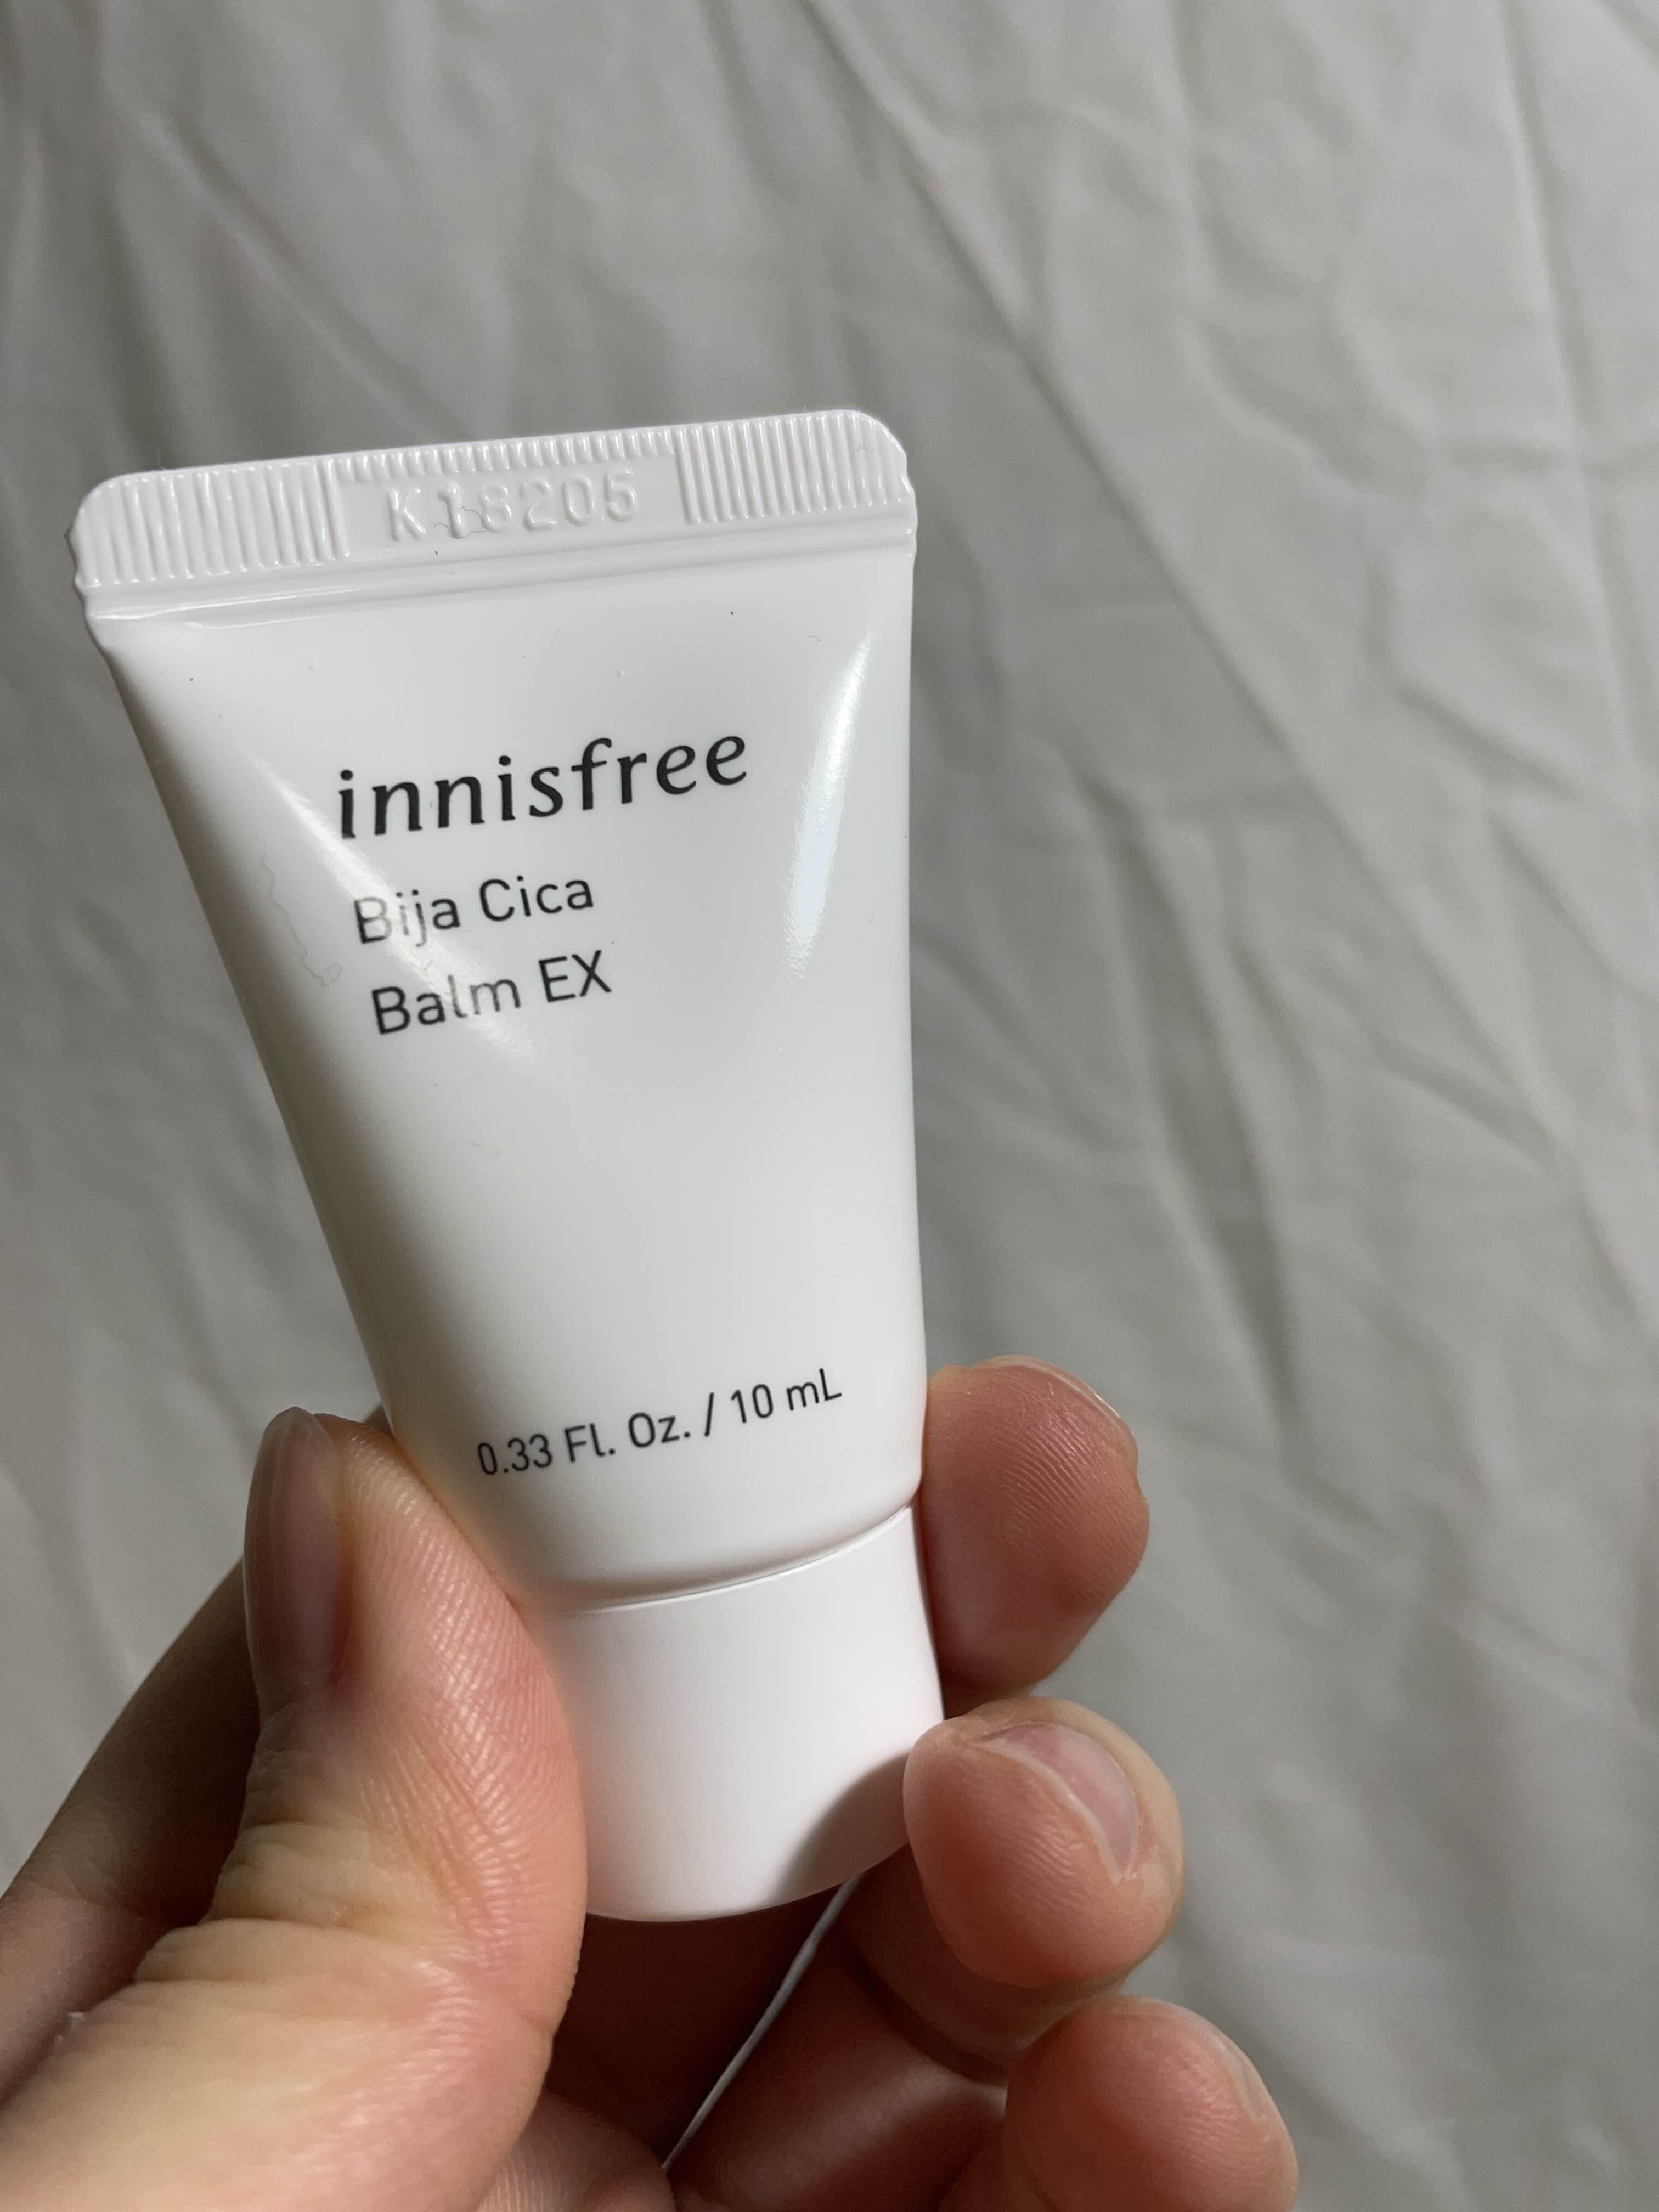 K18205
innisfree
Bija Cica
Balm EX
0.33 Fl. Oz. / 10 mL